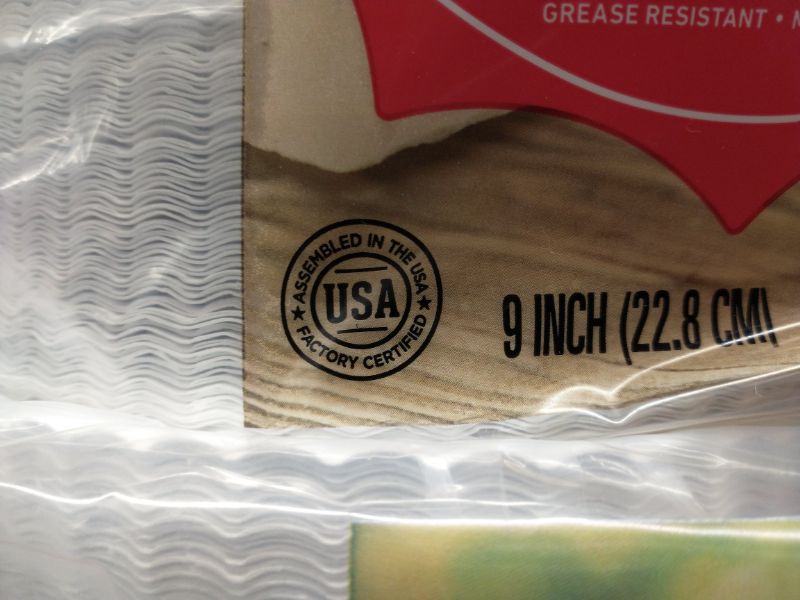 GREASE RESISTANT •
ASSEMBLED IN THE USA
USA
FACTORY CERTIFIED
9 INCH (22.8 CM)